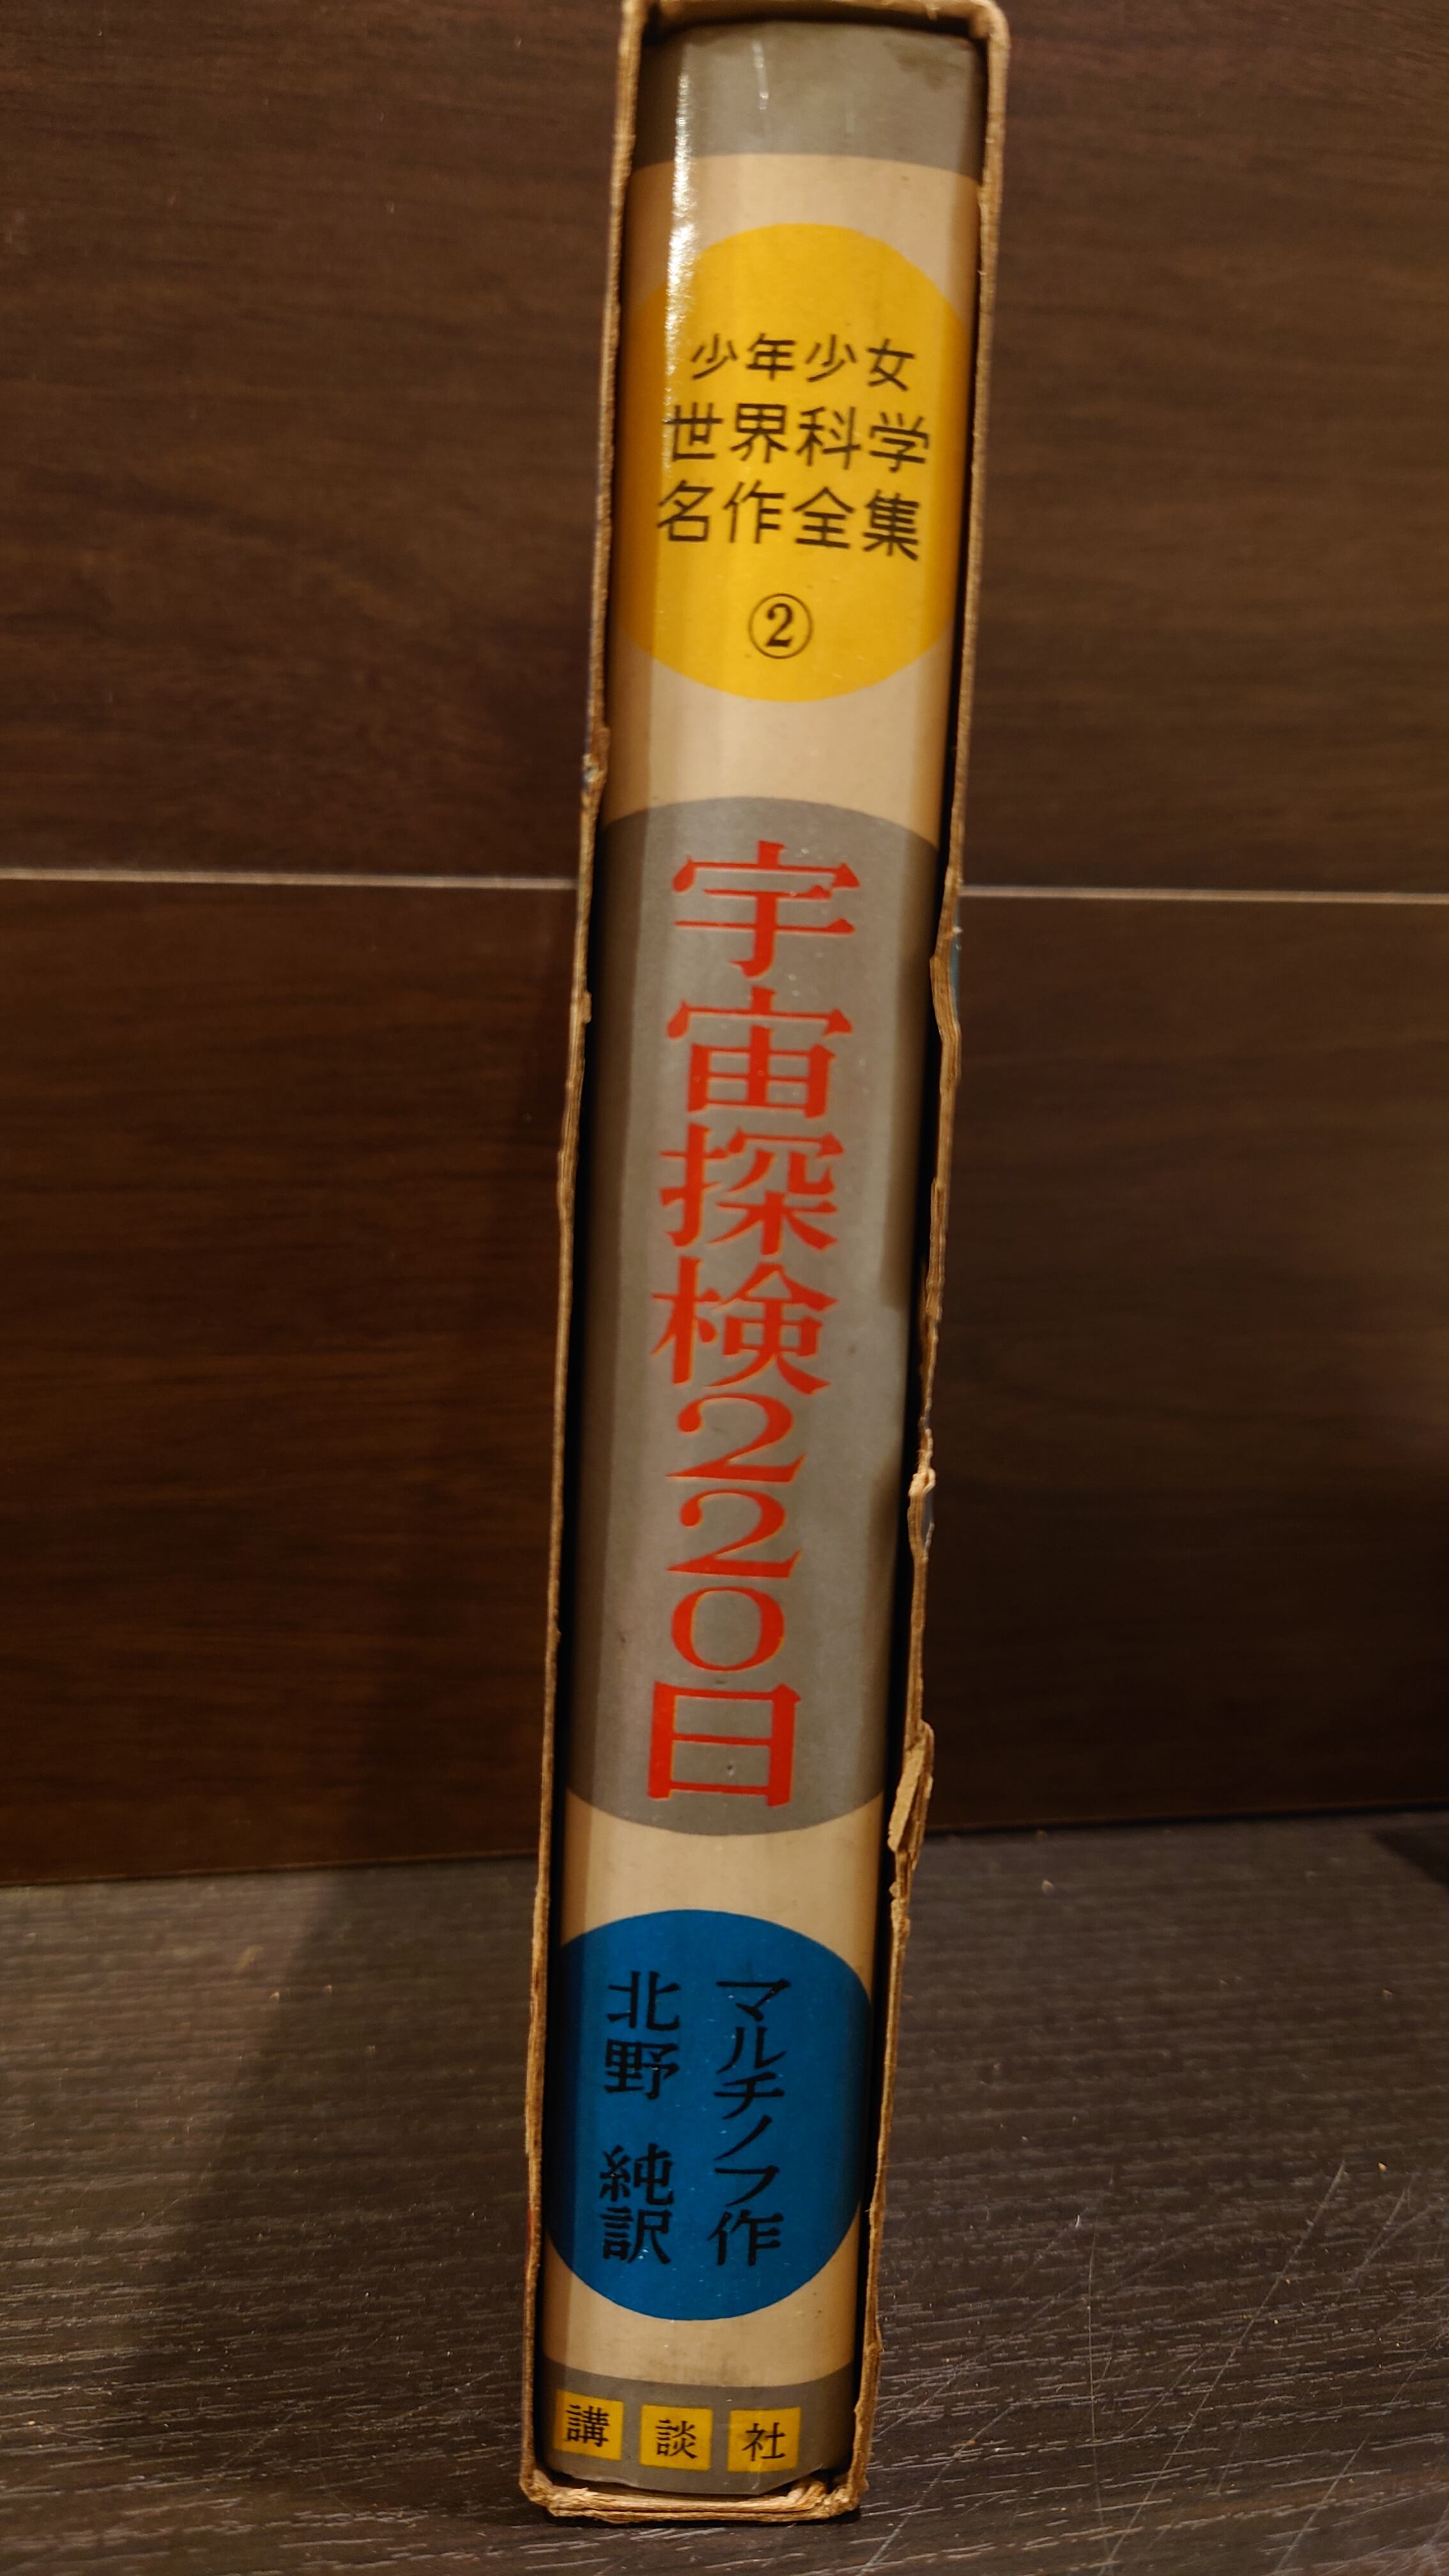 少年少女
世界科学
名作全集
②
宇宙探検220日
マルチノフ作
北野 純訳
講談社